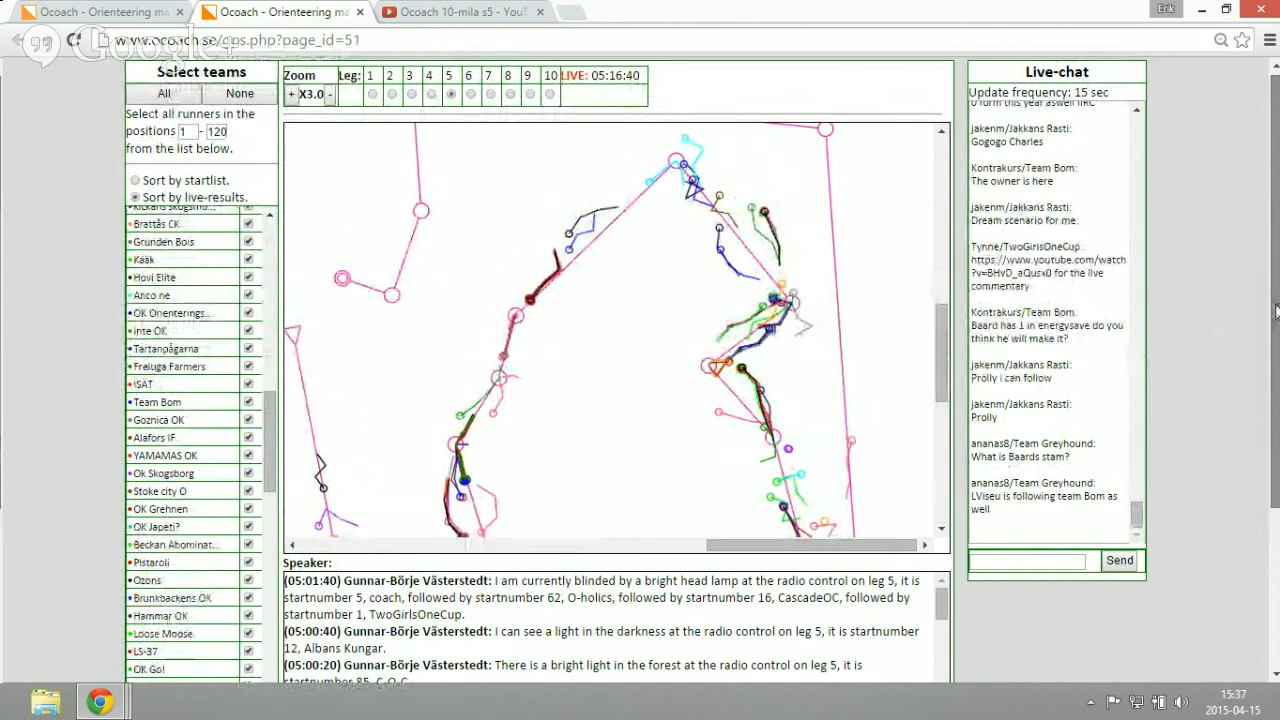 Ocoach - Orienteering ma
Ocoach - Orienteering ma
Ocoach 10-mila s5 - YouT
Erik
www.ocoach.se/gps.php?page_id=51
Google+
Select teams
All None
Select all runners in the
positions 1 - 120
from the list below.
Sort by startlist.
Sort by live-results.
Brattås CK
Grunden Bois
Kääk
Hovi Elite
Anco.ne
OK Orienterings...
Inte OK
Tartanpågarna
Freluga Farmers
ISAT
Team Bom
Goznica OK
Alafors IF
YAMAMAS OK
Ok Skogsborg
Stoke city O
OK Grehnen
OK Japeti?
Beckan Abominat...
Pistaroli
Ozons
Brunkbackens OK
Hammar OK
Loose Moose
LS-37
OK Go!
Zoom Leg: 1 2 3 4 5 6 7 8 9 10 LIVE: 05:16:40
+ X3.0 -
Speaker:
(05:01:40) Gunnar-Börje Västerstedt: I am currently blinded by a bright head lamp at the radio control on leg 5, it is
startnumber 5, coach, followed by startnumber 62, O-holics, followed by startnumber 16, CascadeOC, followed by
startnumber 1, TwoGirlsOneCup.
(05:00:40) Gunnar-Börje Västerstedt: I can see a light in the darkness at the radio control on leg 5, it is startnumber
12, Albans Kungar.
(05:00:20) Gunnar-Börje Västerstedt: There is a bright light in the forest at the radio control on leg 5, it is
startnumber 85, C-O-C
Live-chat
Update frequency: 15 sec
U form this year aswell IIRC
jakenm/Jakkans Rasti:
Gogogo Charles
Kontrakurs/Team Bom:
The owner is here
jakenm/Jakkans Rasti:
Dream scenario for me.
Tynne/TwoGirlsOneCup:
https://www.youtube.com/watch
?v=BHvD_aQusx0 for the live
commentary
Kontrakurs/Team Bom:
Baard has 1 in energysave do you
think he will make it?
jakenm/Jakkans Rasti:
Prolly i can follow
jakenm/Jakkans Rasti:
Prolly
ananas8/Team Greyhound:
What is Baards stam?
ananas8/Team Greyhound:
LViseu is following team Bom as
well
Send
15:37
2015-04-15